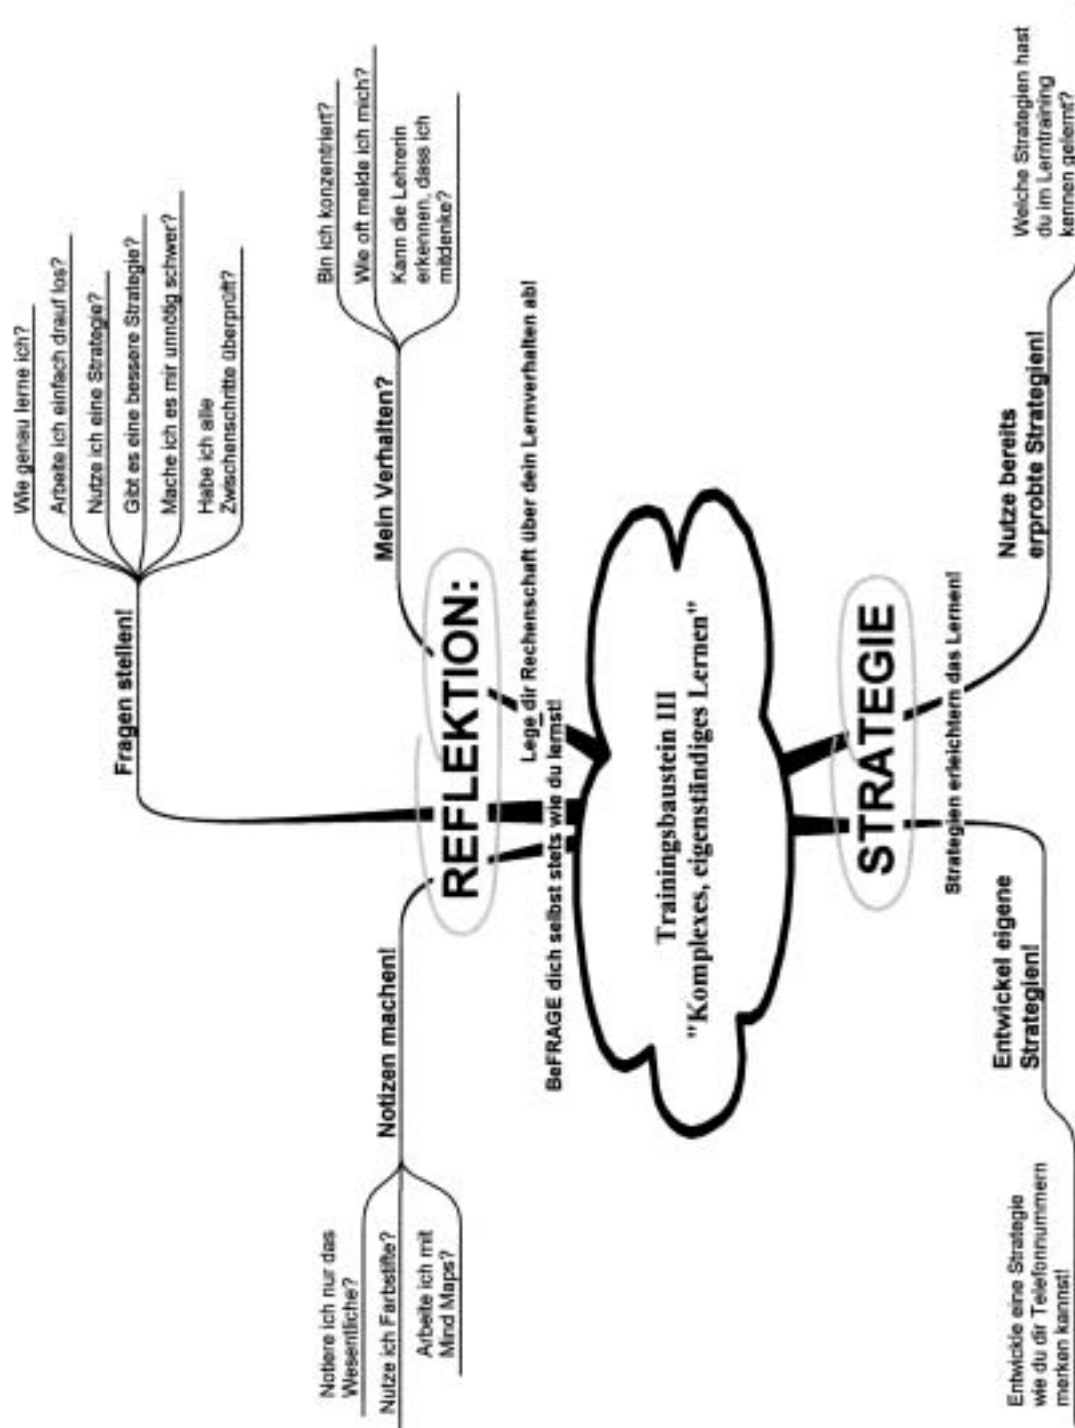 Notizen machen!
Notiere ich nur das
Wesentliche?
Nutze ich Farbstifte?
Arbeite ich mit
Mind Maps?
Fragen stellen!
Wie genau lerne ich?
Arbeite ich einfach drauf los?
Nutze ich eine Strategie?
Gibt es eine bessere Strategie?
Mache ich es mir unnötig schwer?
Habe ich alle
Zwischenschritte überprüft?
Mein Verhalten?
Bin ich konzentriert?
Wie oft melde ich mich?
Kann die Lehrerin
erkennen, dass ich
mitdenke?
REFLEKTION:
Lege dir Rechenschaft über dein Lernverhalten ab!
BeFRAGE dich selbst stets wie du lernst!
Trainingsbaustein III
"Komplexes, eigenständiges Lernen"
STRATEGIE
Strategien erleichtern das Lernen!
Entwickel eigene
Strategien!
Entwickle eine Strategie
wie du dir Telefonnummern
merken kannst!
Nutze bereits
erprobte Strategien!
Welche Strategien hast
du im Lerntraining
kennen gelernt?